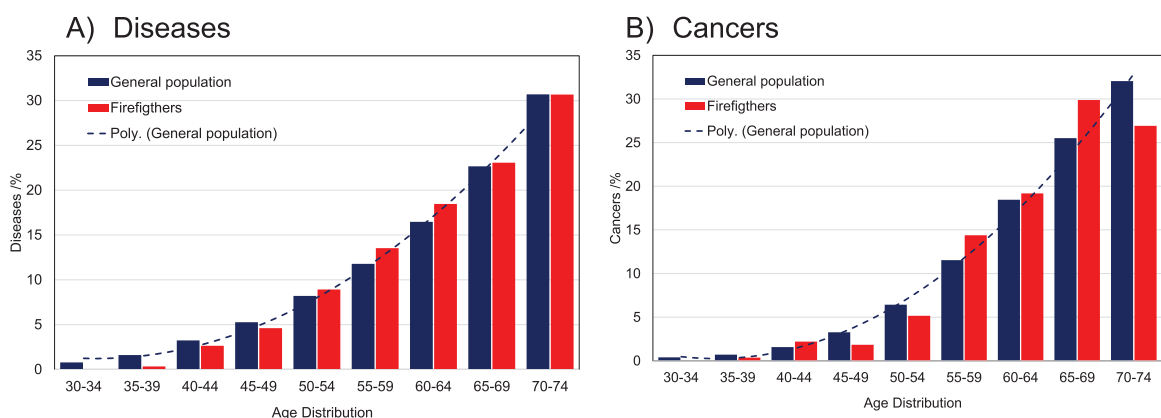 A) Diseases
35
30
25
20
15
10
5
0
Diseases /%
General population
Firefigthers
Poly. (General population)
30-34 35-39 40-44 45-49 50-54 55-59 60-64 65-69 70-74
Age Distribution
B) Cancers
35
30
25
20
15
10
5
0
Cancers/%
General population
Firefigthers
Poly. (General population)
30-34 35-39 40-44 45-49 50-54 55-59 60-64 65-69 70-74
Age Distribution